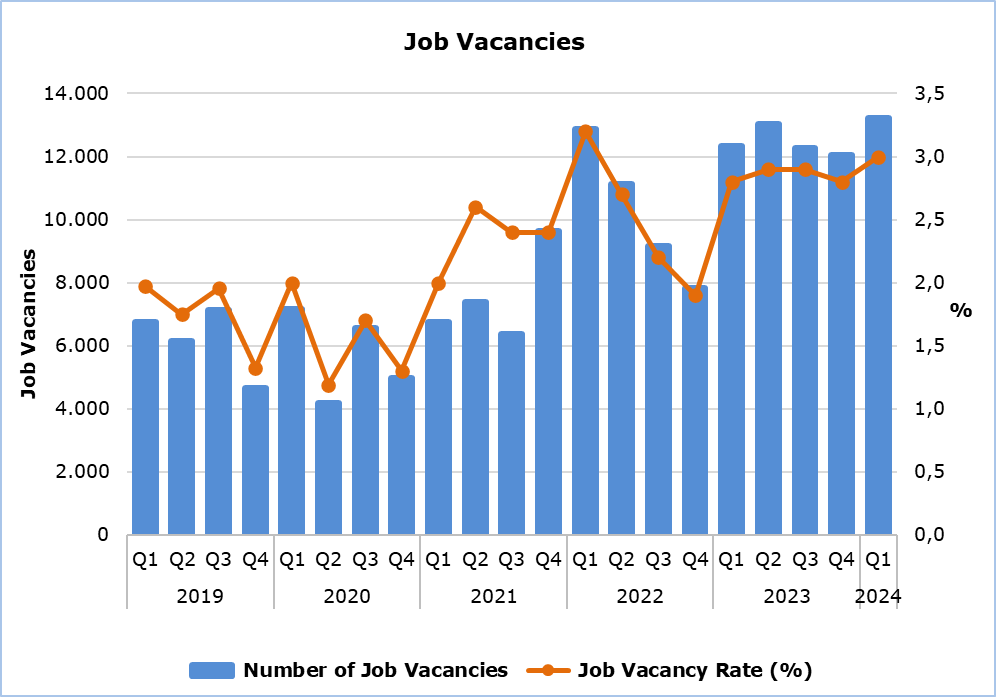 Job Vacancies
14.000 3,5
12.000 3,0
10.000 2,5
8.000 2,0
6.000 1,5
4.000 1,0
2.000 0,5
0 0,0
Job Vacancies
%
Q1 Q2 Q3 Q4 Q1 Q2 Q3 Q4 Q1 Q2 Q3 Q4 Q1 Q2 Q3 Q4 Q1 Q2 Q3 Q4 Q1
2019 2020 2021 2022 2023 2024
Number of Job Vacancies Job Vacancy Rate (%)